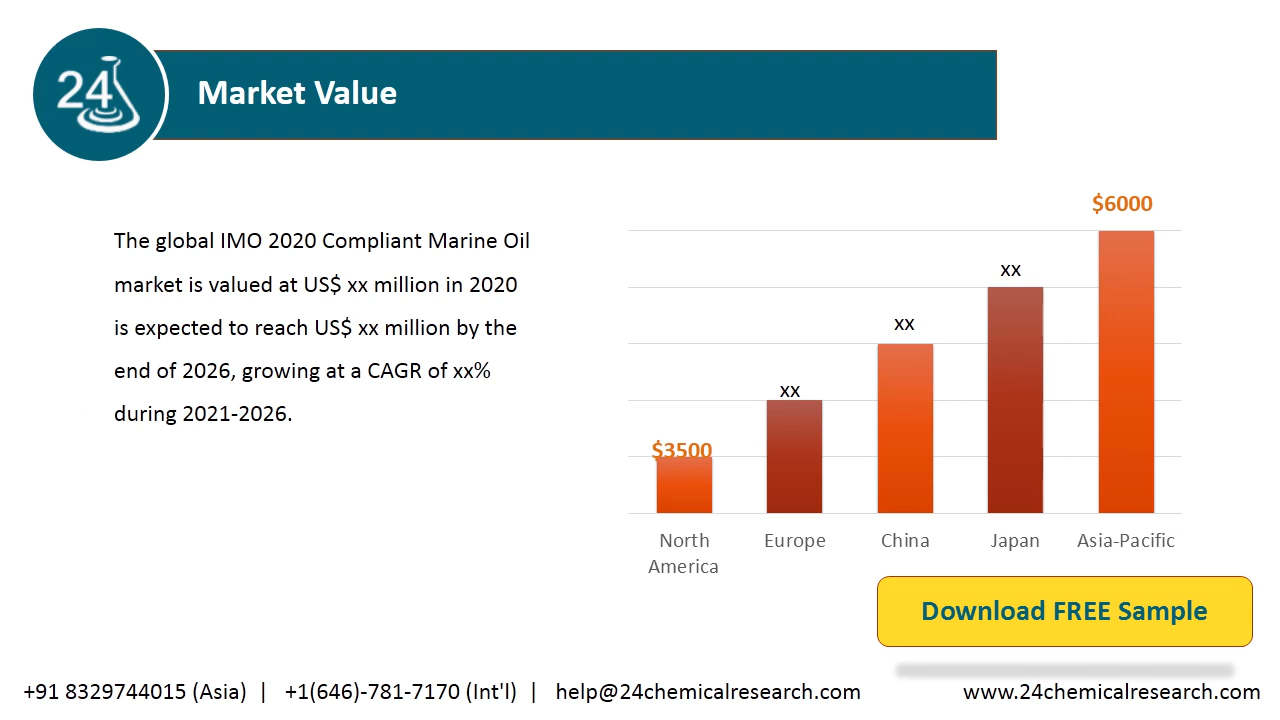 24
Market Value
The global IMO 2020 Compliant Marine Oil
market is valued at US$ xx million in 2020
is expected to reach US$ xx million by the
end of 2026, growing at a CAGR of xx%
during 2021-2026.
$6000
xx
xx
xx
$3500
North
America
Europe
China
Japan
Asia-Pacific
Download FREE Sample
+91 8329744015 (Asia) | +1(646)-781-7170 (Int'l) | help@24chemicalresearch.com
www.24chemicalresearch.com